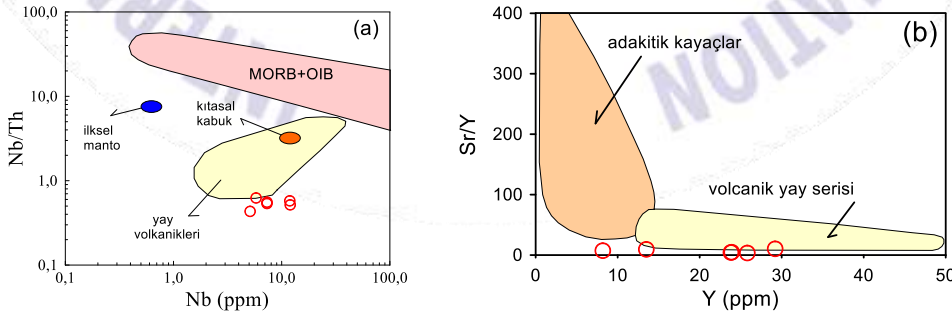 (a)
100,0
10,0
1,0
0,1
Nb/Th
MORB+OIB
kıtasal
kabuk
ilksel
manto
yay
volkanikleri
0,1
1,0
10,0
100,0
Nb (ppm)
(b)
400
300
200
100
0
Sr/Y
adakitik kayaçlar
volcanik yay serisi
0
10
20
30
40
50
Y (ppm)
ATION